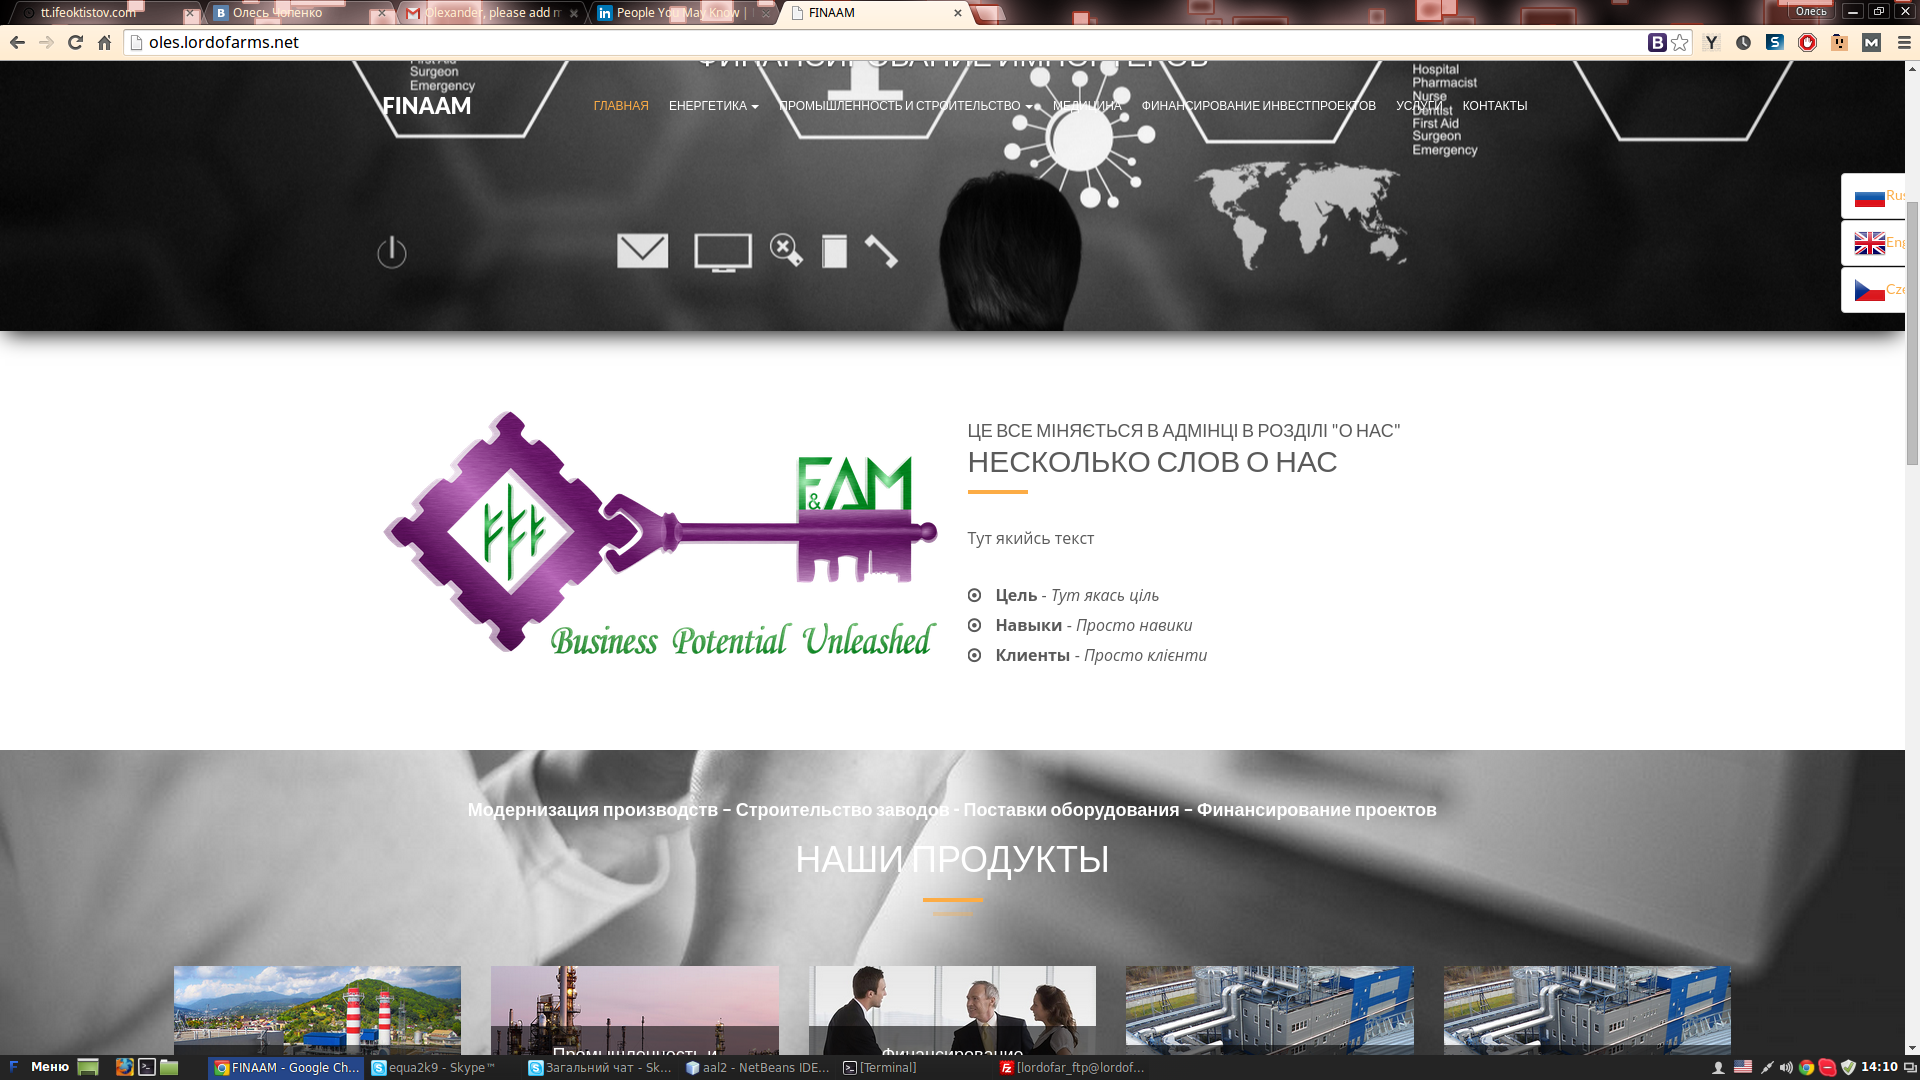 tt.ifeoktistov.com
Олесь Чопенко
Olexander, please add m
People You May Know |
FINAAM
Олесь
oles.lordofarms.net
ФИНАНСИРОВАНИЕ ИМПОРТЕРОВ
First Aid
Surgeon
Emergency
Hospital
Pharmacist
Nurse
Dentist
First Aid
Surgeon
Emergency
FINAAM
ГЛАВНАЯ
ЕНЕРГЕТИКА
ПРОМЫШЛЕННОСТЬ И СТРОИТЕЛЬСТВО
МЕДИЦИНА
ФИНАНСИРОВАНИЕ ИНВЕСТПРОЕКТОВ
УСЛУГИ
КОНТАКТЫ
Rus
Eng
Cze
F&AM
Business Potential Unleashed
ЦЕ ВСЕ МІНЯЄТЬСЯ В АДМІНЦІ В РОЗДІЛІ "О НАС"
НЕСКОЛЬКО СЛОВ О НАС
Тут якийсь текст
Цель - Тут якась ціль
Навыки - Просто навики
Клиенты - Просто клієнти
Модернизация производств – Строительство заводов - Поставки оборудования – Финансирование проектов
НАШИ ПРОДУКТЫ
Промышленность и
Финансирование
Меню
FINAAM - Google Ch...
equa2k9 - Skype™
Загальний чат - Sk...
aal2 - NetBeans IDE...
[Terminal]
[lordofar_ftp@lordof...
14:10